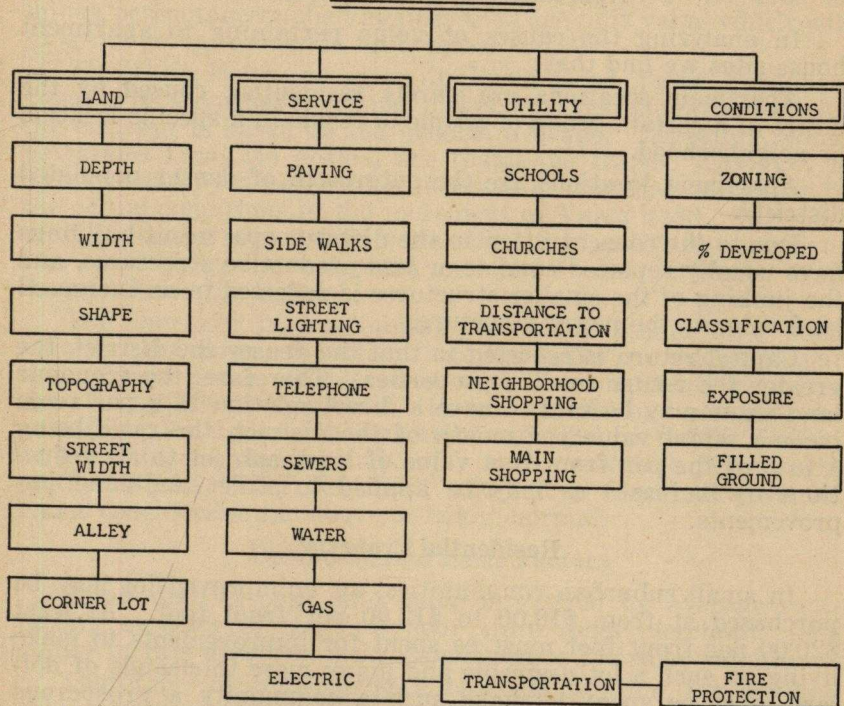 LAND
DEPTH
WIDTH
SHAPE
TOPOGRAPHY
STREET
WIDTH
ALLEY
CORNER LOT
SERVICE
PAVING
SIDE WALKS
STREET
LIGHTING
TELEPHONE
SEWERS
WATER
GAS
ELECTRIC
TRANSPORTATION
FIRE
PROTECTION
UTILITY
SCHOOLS
CHURCHES
DISTANCE TO
TRANSPORTATION
NEIGHBORHOOD
SHOPPING
MAIN
SHOPPING
CONDITIONS
ZONING
% DEVELOPED
CLASSIFICATION
EXPOSURE
FILLED
GROUND